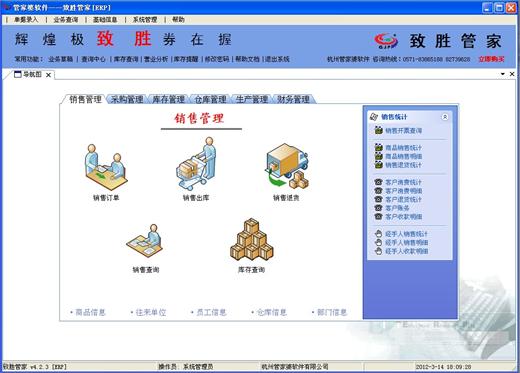 管家婆软件----致胜管家[ERP]
单据录入 | 业务查询 | 基础信息 | 系统管理 | 帮助
辉煌极致胜券在握
GJP 致胜管家
常用功能: 业务草稿 | 查询中心 | 库存查询 | 营业分析 | 库存提醒 | 修改密码 | 帮助文档 | 退出系统
杭州管家婆软件 咨询热线:0571-83865188 82739828 立即购买
导航图
销售管理 采购管理 库存管理 仓库管理 生产管理 财务管理
销售管理
销售订单
销售出库
销售退货
销售查询
库存查询
• 商品信息 • 往来单位 • 员工信息 • 仓库信息 • 部门信息
销售统计
销售开票查询
商品销售统计
商品销售明细
销售退货统计
客户消费统计
客户消费明细
客户退货统计
客户账务
客户收款明细
经手人销售统计
经手人销售明细
经手人收款明细
致胜管家 v4.2.3 [ERP]
操作员: 系统管理员
杭州管家婆软件有限公司
2012-3-14 18:09:28